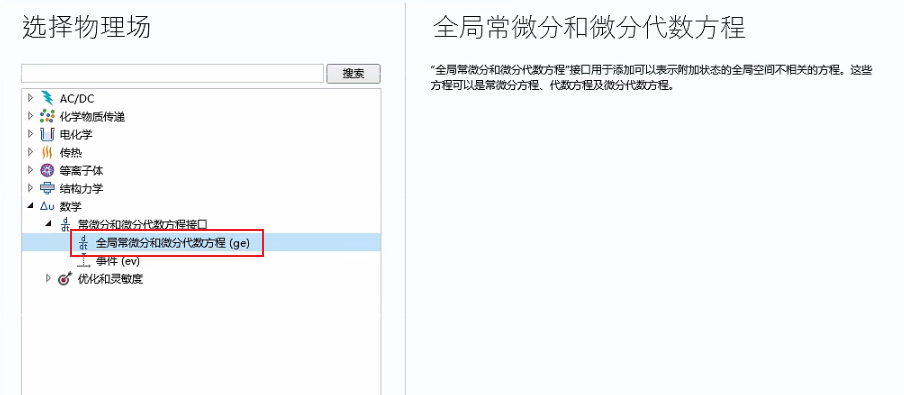 选择物理场
搜索
AC/DC
化学物质传递
电化学
传热
等离子体
结构力学
Δu 数学
d/dt 常微分和微分代数方程接口
d/dt 全局常微分和微分代数方程 (ge)
事件 (ev)
优化和灵敏度
全局常微分和微分代数方程
“全局常微分和微分代数方程”接口用于添加可以表示附加状态的全局空间不相关的方程。这些
方程可以是常微分方程、代数方程及微分代数方程。